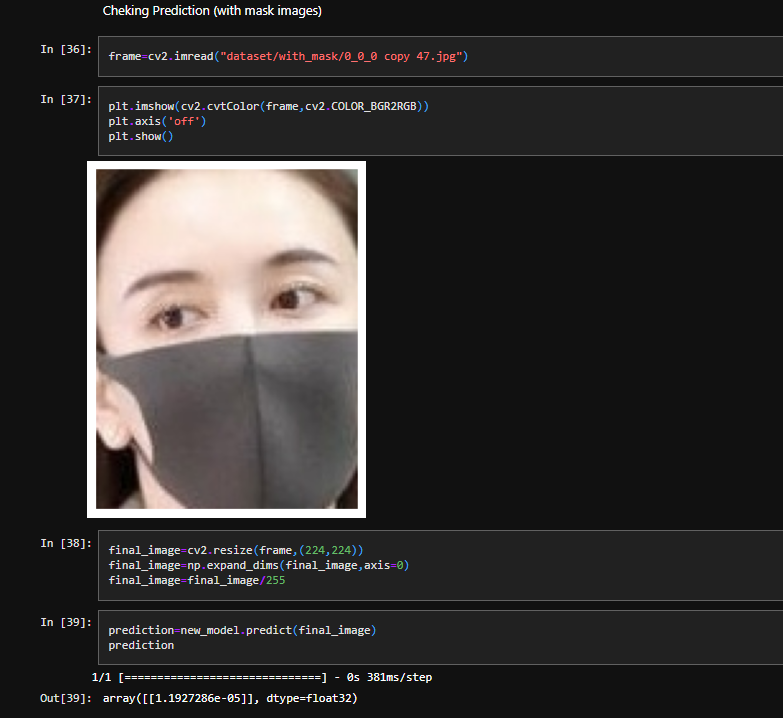 Cheking Prediction (with mask images)
In [36]:
frame=cv2.imread("dataset/with_mask/0_0_0 copy 47.jpg")
In [37]:
plt.imshow(cv2.cvtColor(frame,cv2.COLOR_BGR2RGB))
plt.axis('off')
plt.show()
In [38]:
final_image=cv2.resize(frame,(224,224))
final_image=np.expand_dims(final_image,axis=0)
final_image=final_image/255
In [39]:
prediction=new_model.predict(final_image)
prediction
1/1 [==============================] - 0s 381ms/step
Out[39]: array([[1.1927286e-05]], dtype=float32)